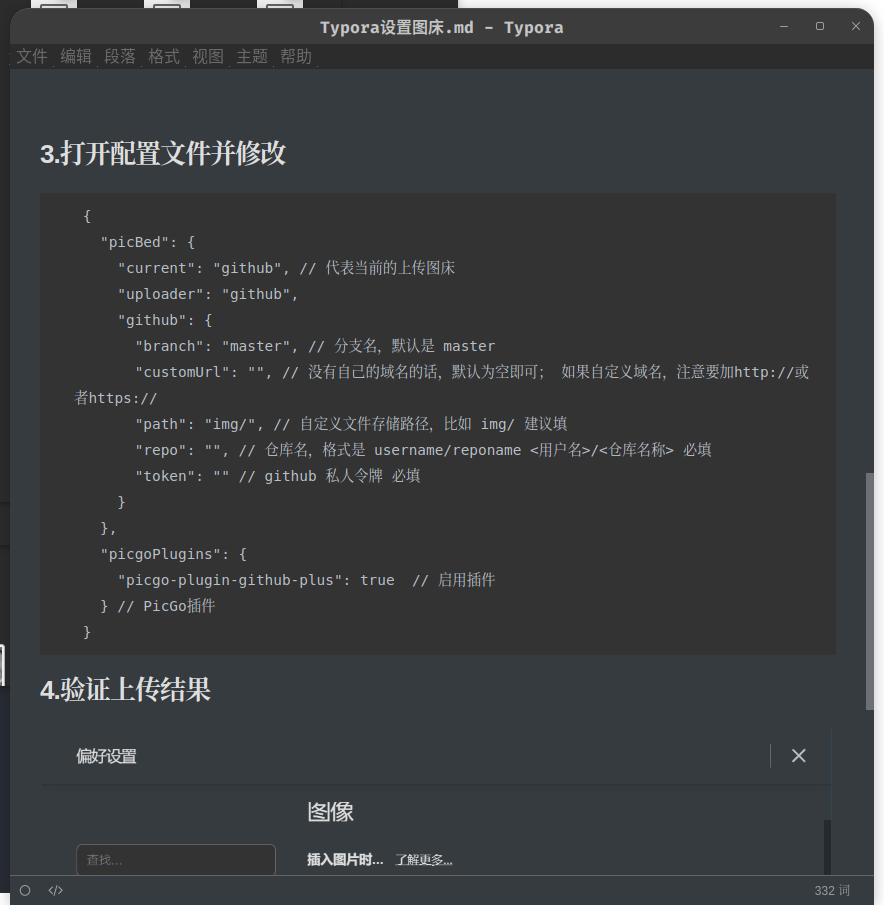 Typora设置图床.md - Typora
文件 编辑 段落 格式 视图 主题 帮助
3.打开配置文件并修改
{
"picBed": {
"current": "github", // 代表当前的上传图床
"uploader": "github",
"github": {
"branch": "master", // 分支名，默认是 master
"customUrl": "", // 没有自己的域名的话，默认为空即可； 如果自定义域名，注意要加http://或
者https://
"path": "img/", // 自定义文件存储路径，比如 img/ 建议填
"repo": "", // 仓库名，格式是 username/reponame <用户名>/<仓库名称> 必填
"token": "" // github 私人令牌 必填
}
},
"picgoPlugins": {
"picgo-plugin-github-plus": true  // 启用插件
} // PicGo插件
}
4.验证上传结果
偏好设置
图像
查找...
插入图片时... 了解更多...
332 词